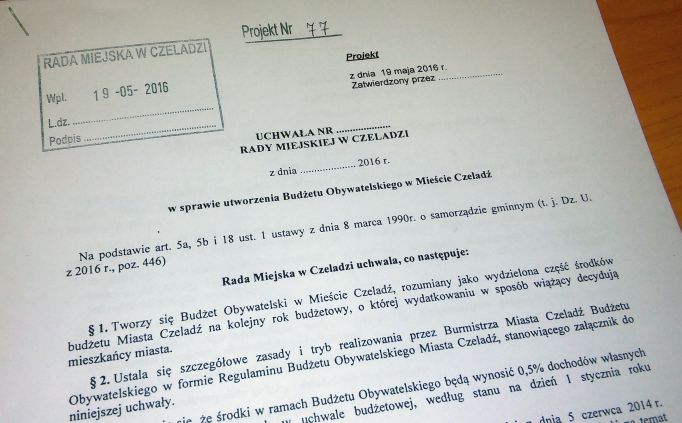 Projekt Nr 77
RADA MIEJSKA W CZELADZI
Wpl. 19-05-2016
L.dz. ........................
Podpis ........................
Projekt
z dnia 19 maja 2016 r.
Zatwierdzony przez ........................
UCHWAŁA NR ....................
RADY MIEJSKIEJ W CZELADZI
z dnia .................... 2016 r.
w sprawie utworzenia Budżetu Obywatelskiego w Mieście Czeladź
Na podstawie art. 5a, 5b i 18 ust. 1 ustawy z dnia 8 marca 1990r. o samorządzie gminnym (t. j. Dz. U.
z 2016 r., poz. 446)
Rada Miejska w Czeladzi uchwala, co następuje:
§ 1. Tworzy się Budżet Obywatelski w Mieście Czeladź, rozumiany jako wydzielona część środków
budżetu Miasta Czeladź na kolejny rok budżetowy, o której wydatkowaniu w sposób wiążący decydują
mieszkańcy miasta.
§ 2. Ustala się szczegółowe zasady i tryb realizowania przez Burmistrza Miasta Czeladź Budżetu
Obywatelskiego w formie Regulaminu Budżetu Obywatelskiego Miasta Czeladź, stanowiącego załącznik do
niniejszej uchwały.
się, że środki w ramach Budżetu Obywatelskiego będą wynosić 0,5% dochodów własnych
uchwale budżetowej, według stanu na dzień 1 stycznia roku
z dnia 5 czerwca 2014 r.
na temat